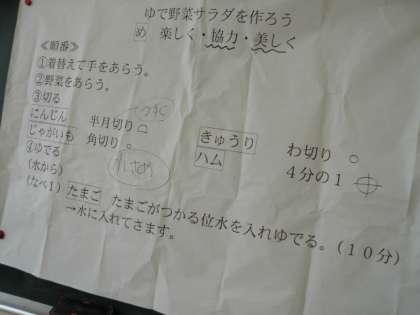 ゆで野菜サラダを作ろう
め 楽しく・協力・美しく
≪順番≫
①着替えて手をあらう。
②野菜をあらう。
③切る
にんじん 半月切り
じゃがいも 角切り
きゅうり わ切り
ハム 4分の1
④ゆでる
(水から)
(なべ1) たまご たまごがつかる位水を入れゆでる。(10分)
→水に入れてさます。